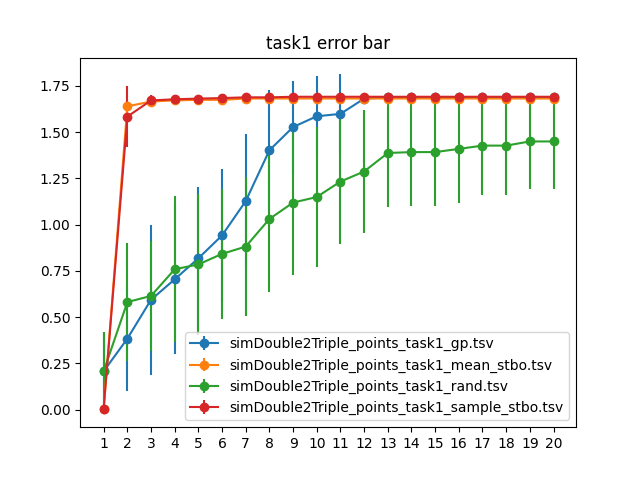 task1 error bar
1.75
1.50
1.25
1.00
0.75
0.50
0.25
0.00
simDouble2Triple_points_task1_gp.tsv
simDouble2Triple_points_task1_mean_stbo.tsv
simDouble2Triple_points_task1_rand.tsv
simDouble2Triple_points_task1_sample_stbo.tsv
1 2 3 4 5 6 7 8 9 10 11 12 13 14 15 16 17 18 19 20